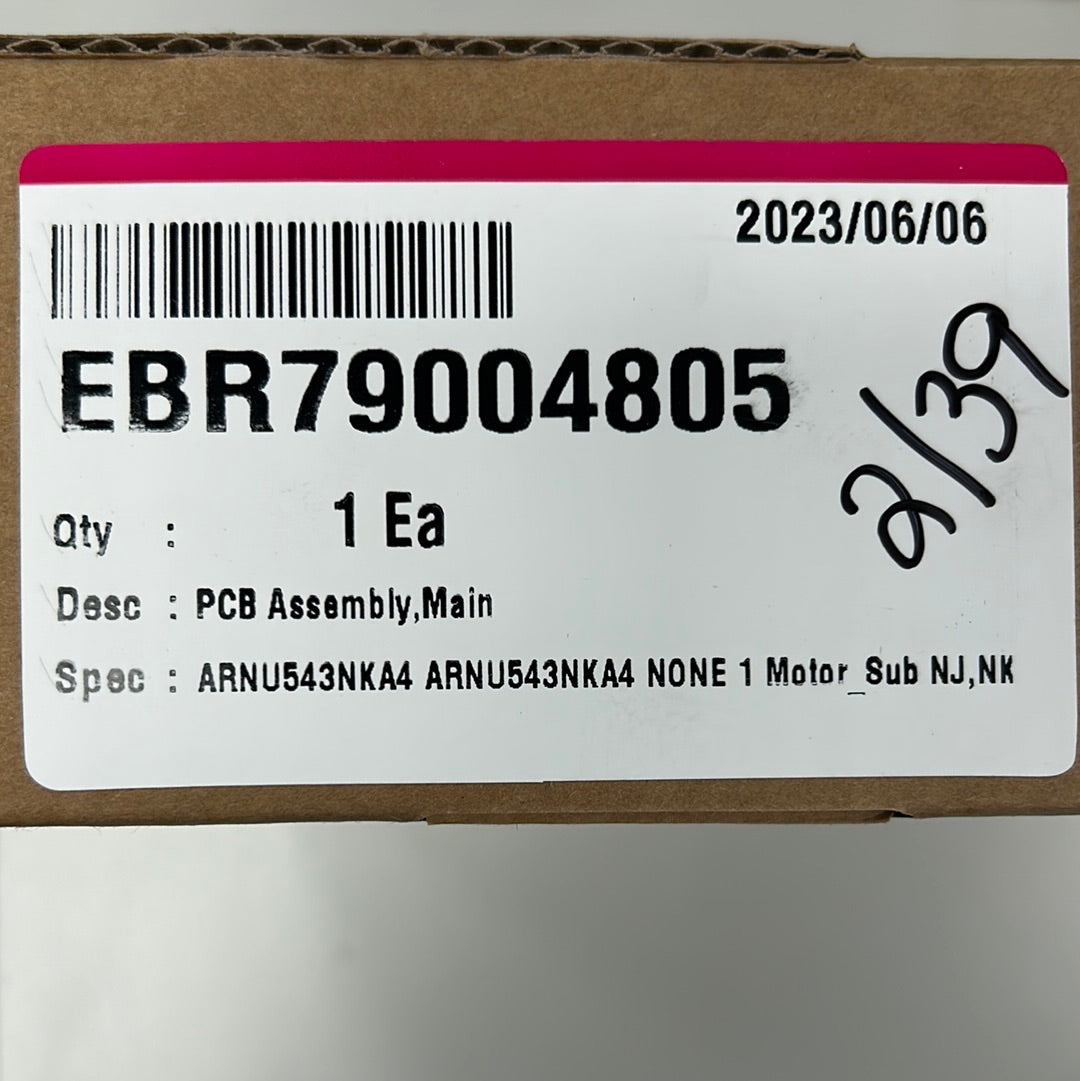 2023/06/06
EBR79004805
2/39
Qty : 1 Ea
Desc : PCB Assembly,Main
Spec : ARNU543NKA4 ARNU543NKA4 NONE 1 Motor_Sub NJ,NK